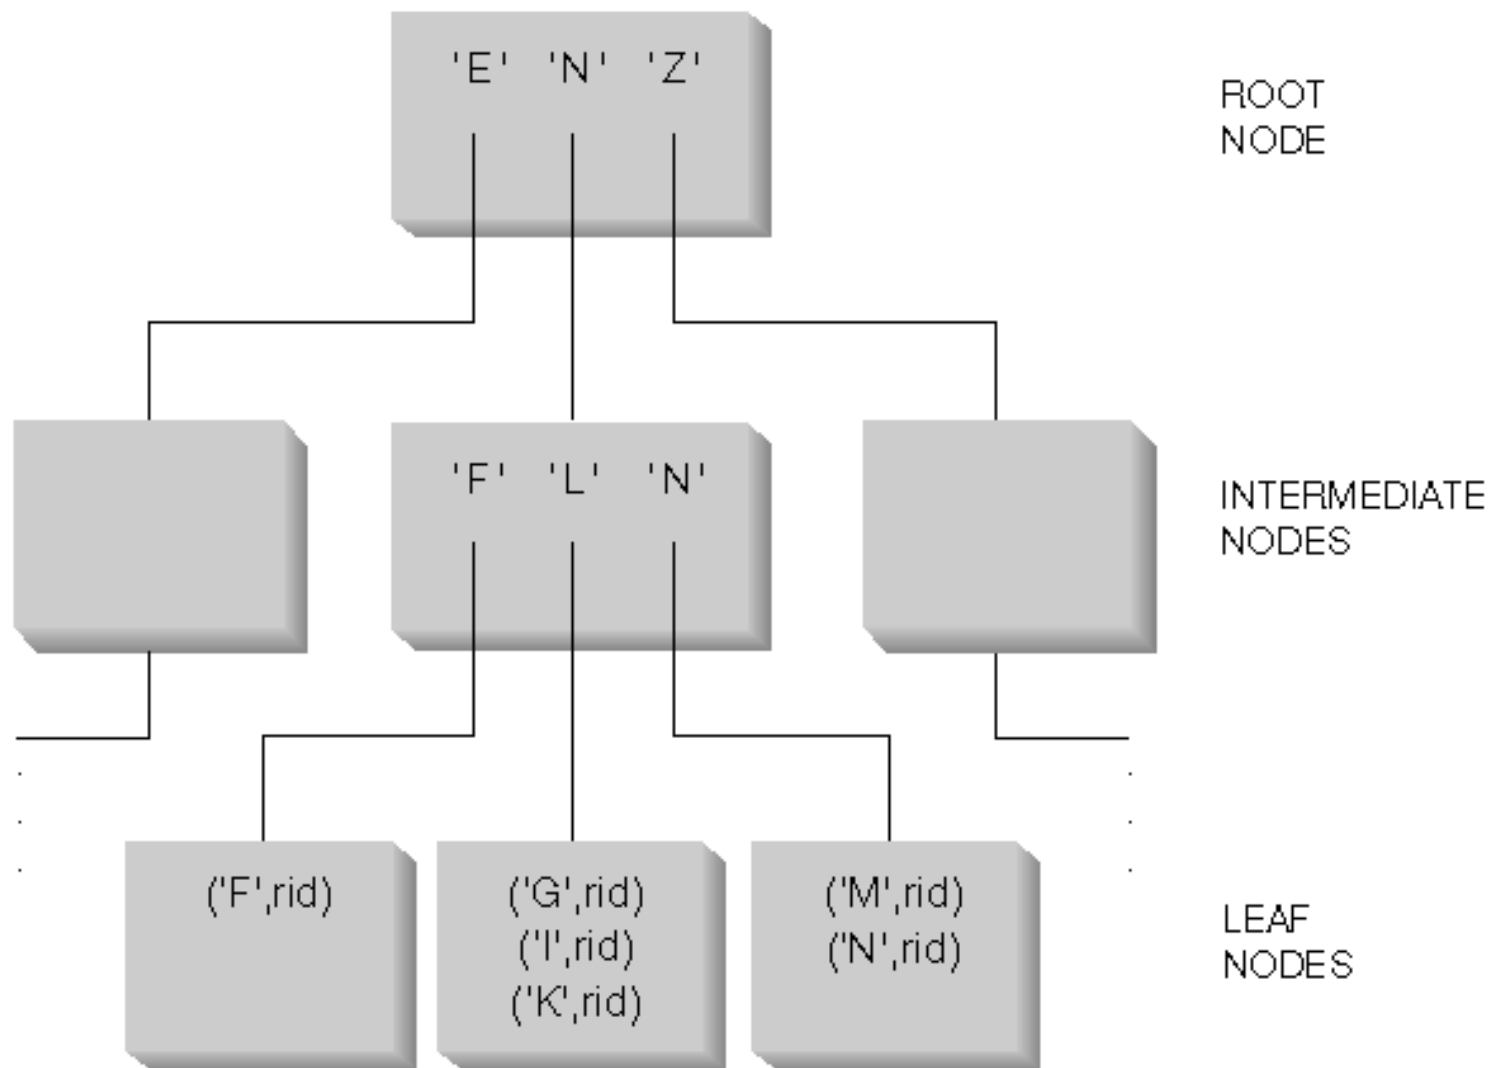 'E' 'N' 'Z'
ROOT
NODE
'F' 'L' 'N'
INTERMEDIATE
NODES
('F',rid)
('G',rid)
('I',rid)
('K',rid)
('M',rid)
('N',rid)
LEAF
NODES